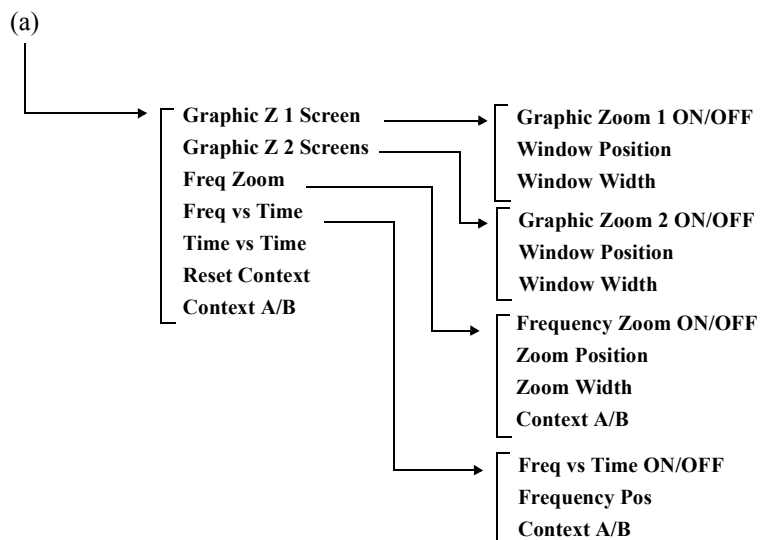 (a)
Graphic Z 1 Screen
Graphic Z 2 Screens
Freq Zoom
Freq vs Time
Time vs Time
Reset Context
Context A/B
Graphic Zoom 1 ON/OFF
Window Position
Window Width
Graphic Zoom 2 ON/OFF
Window Position
Window Width
Frequency Zoom ON/OFF
Zoom Position
Zoom Width
Context A/B
Freq vs Time ON/OFF
Frequency Pos
Context A/B